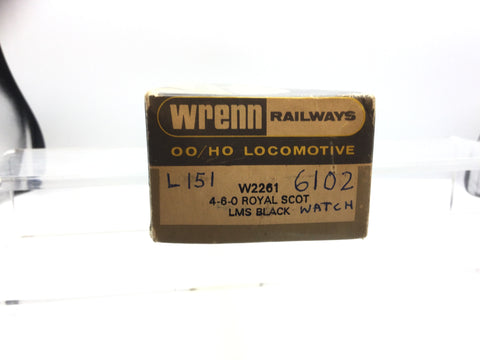 wrenn RAILWAYS
OO/HO LOCOMOTIVE
L151 W2261 6102
4-6-0 ROYAL SCOT
LMS BLACK WATCH